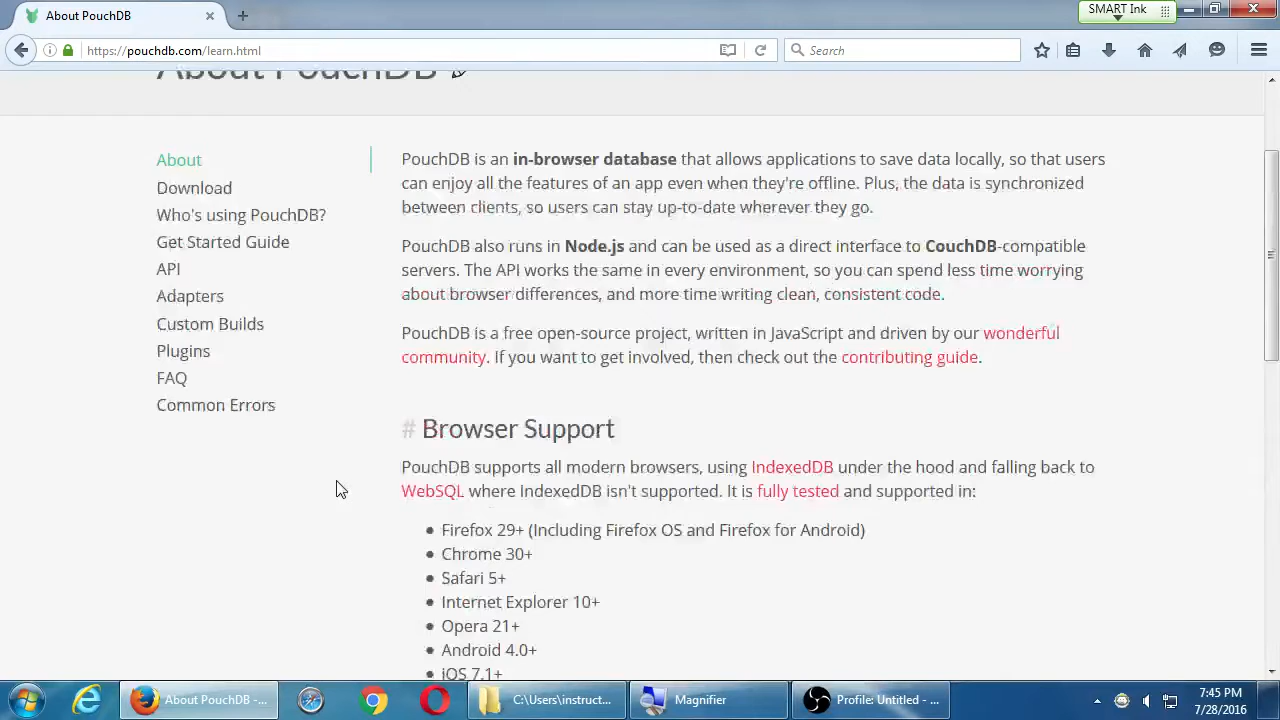 About PouchDB
SMART Ink
https://pouchdb.com/learn.html
Search
About PouchDB
About
Download
Who's using PouchDB?
Get Started Guide
API
Adapters
Custom Builds
Plugins
FAQ
Common Errors
PouchDB is an in-browser database that allows applications to save data locally, so that users
can enjoy all the features of an app even when they're offline. Plus, the data is synchronized
between clients, so users can stay up-to-date wherever they go.
PouchDB also runs in Node.js and can be used as a direct interface to CouchDB-compatible
servers. The API works the same in every environment, so you can spend less time worrying
about browser differences, and more time writing clean, consistent code.
PouchDB is a free open-source project, written in JavaScript and driven by our wonderful
community. If you want to get involved, then check out the contributing guide.
# Browser Support
PouchDB supports all modern browsers, using IndexedDB under the hood and falling back to
WebSQL where IndexedDB isn't supported. It is fully tested and supported in:
Firefox 29+ (Including Firefox OS and Firefox for Android)
Chrome 30+
Safari 5+
Internet Explorer 10+
Opera 21+
Android 4.0+
iOS 7.1+
About PouchDB -...
C:\Users\instruct...
Magnifier
Profile: Untitled - ...
7:45 PM
7/28/2016